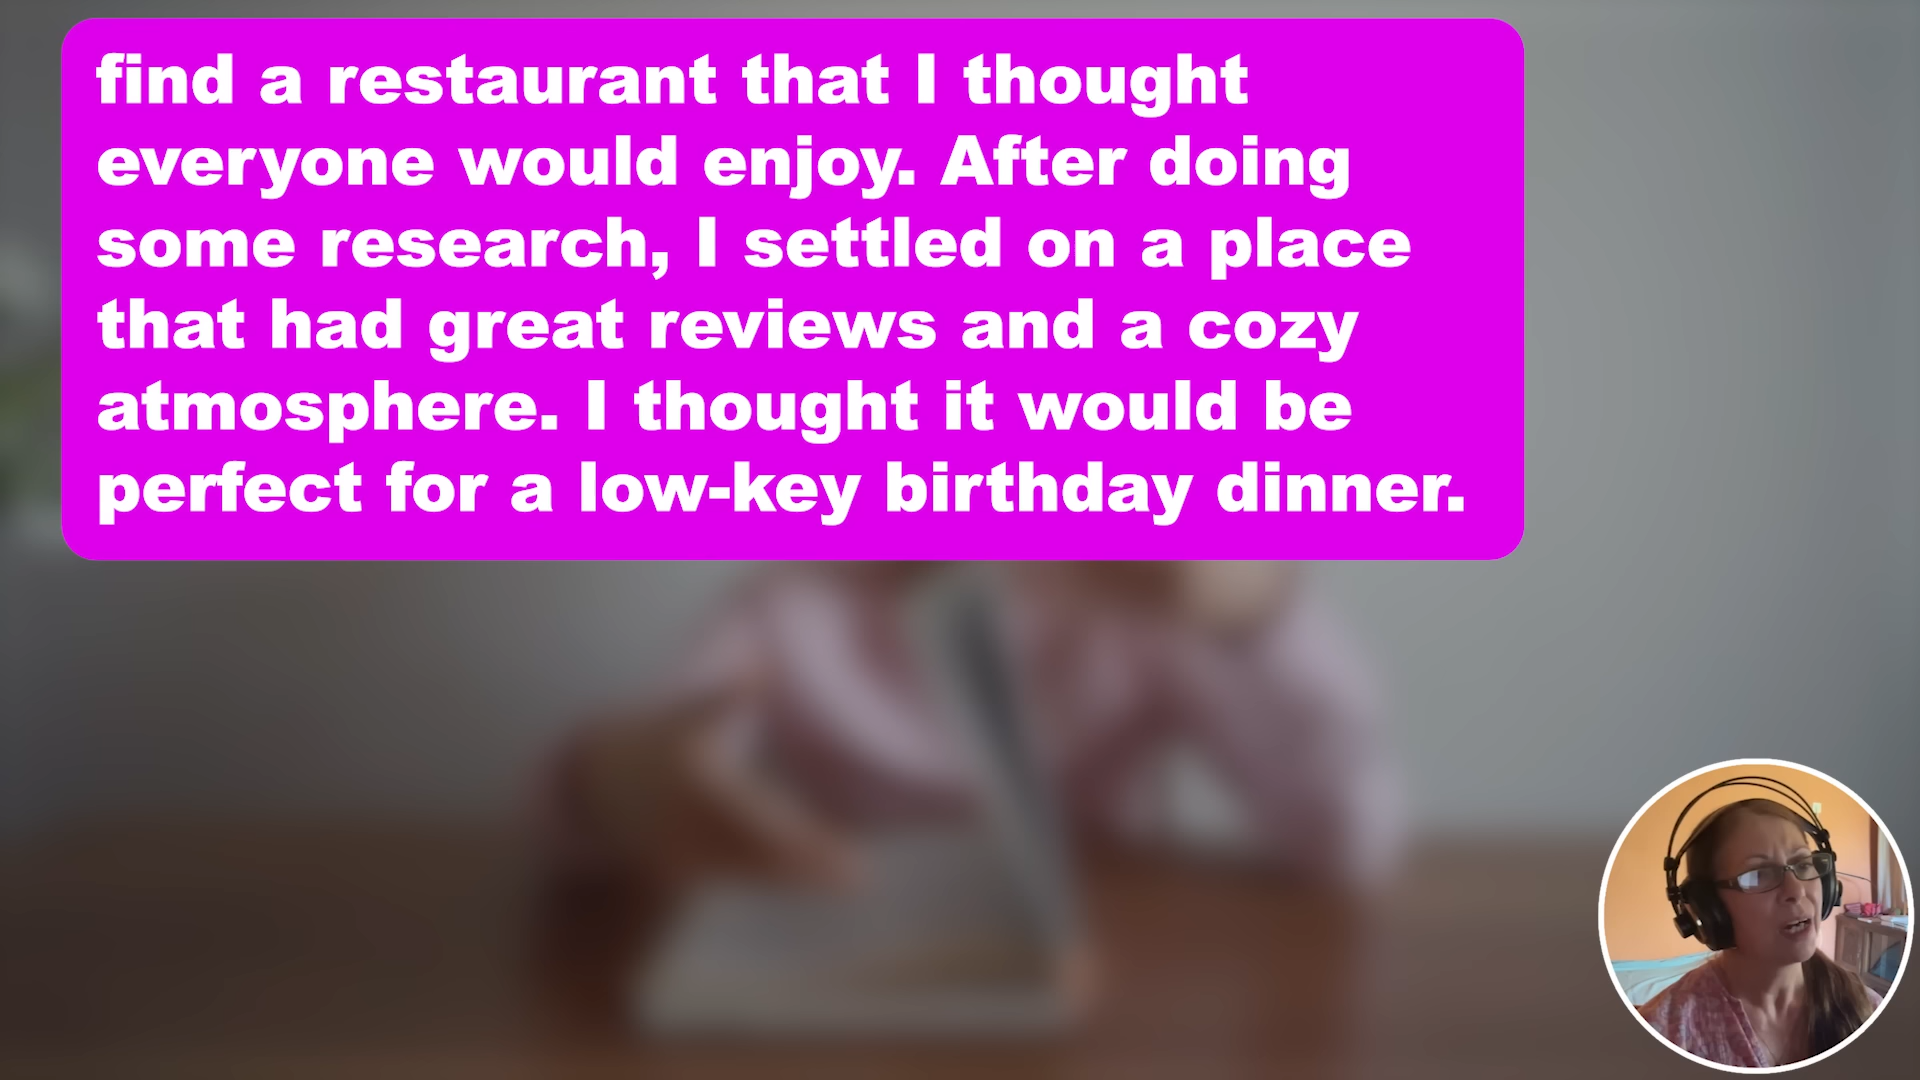 find a restaurant that I thought
everyone would enjoy. After doing
some research, I settled on a place
that had great reviews and a cozy
atmosphere. I thought it would be
perfect for a low-key birthday dinner.